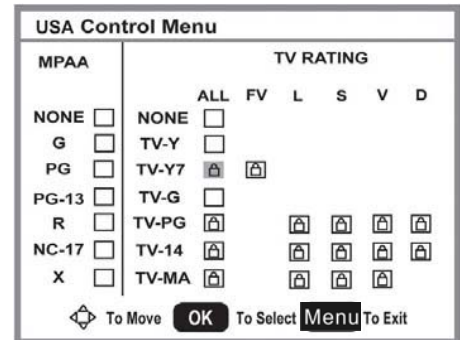 USA Control Menu
MPAA TV RATING
ALL FV L S V D
NONE NONE
G TV-Y
PG TV-Y7
PG-13 TV-G
R TV-PG
NC-17 TV-14
X TV-MA
To Move OK To Select Menu To Exit